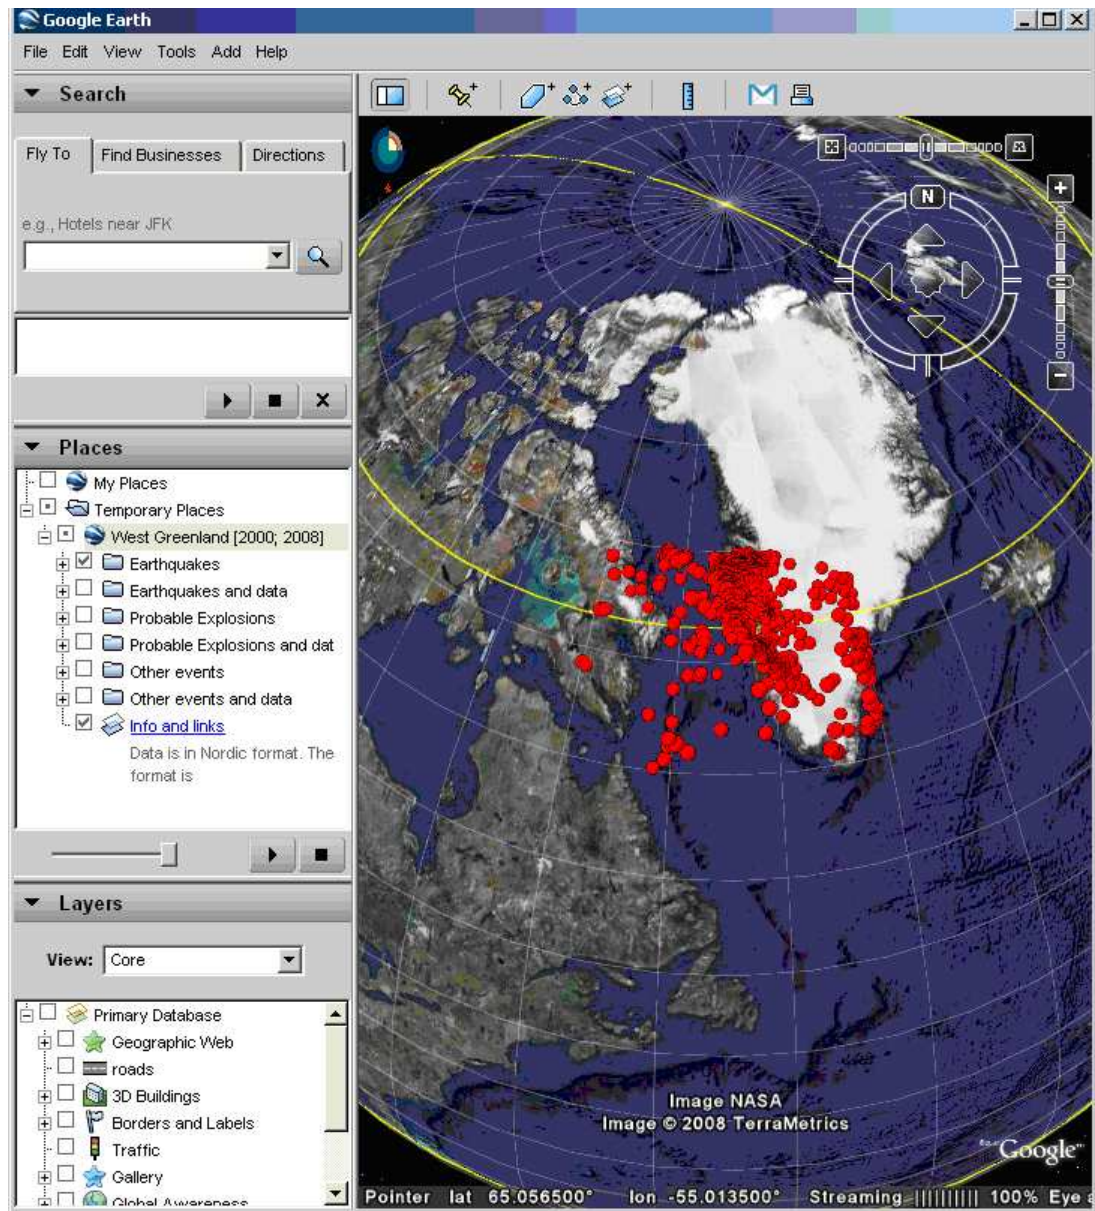 Google Earth
File Edit View Tools Add Help
Search
Fly To
Find Businesses
Directions
e.g., Hotels near JFK
Places
My Places
Temporary Places
West Greenland [2000; 2008]
Earthquakes
Earthquakes and data
Probable Explosions
Probable Explosions and dat
Other events
Other events and data
Info and links
Data is in Nordic format. The
format is
Layers
View: Core
Primary Database
Geographic Web
roads
3D Buildings
Borders and Labels
Traffic
Gallery
Global Awareness
N
Image NASA
Image © 2008 TerraMetrics
Google™
Pointer lat 65.056500° lon -55.013500° Streaming |||||||||| 100% Eye a